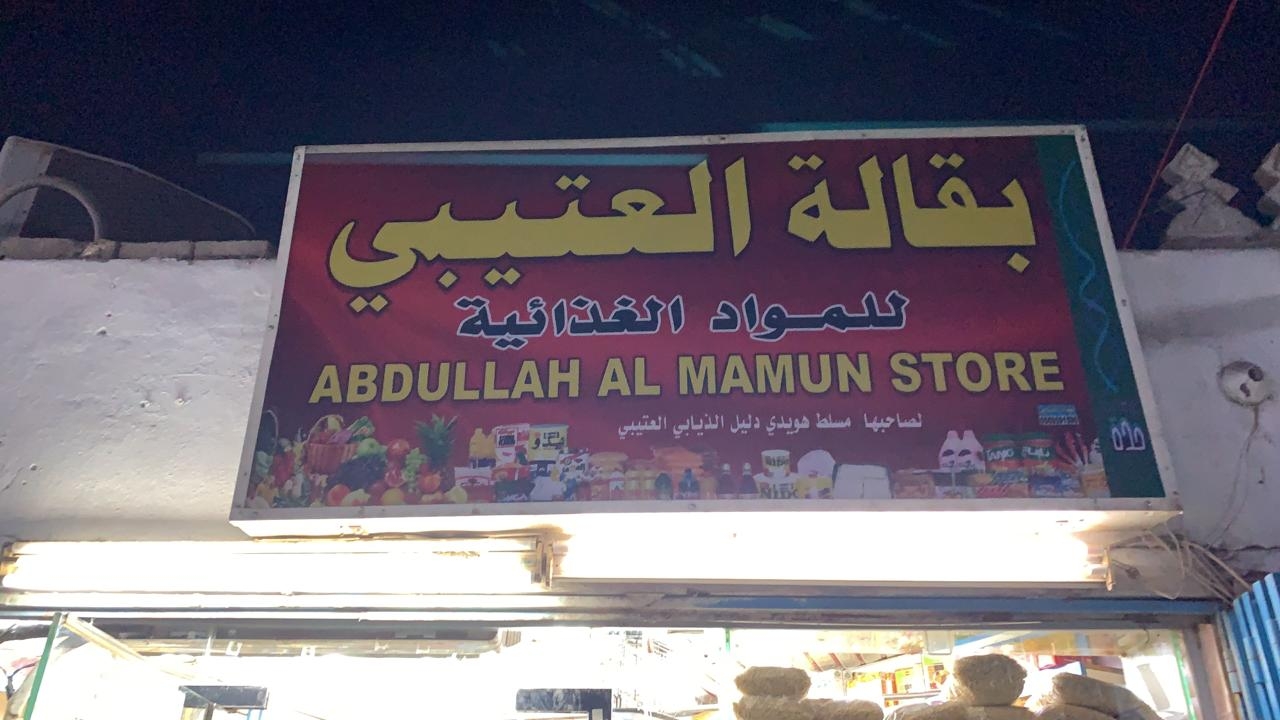 بقالة العتيبي
للمواد الغذائية
ABDULLAH AL MAMUN STORE
لصاحبها مسلط هويدي دليل الذيابي العتيبي